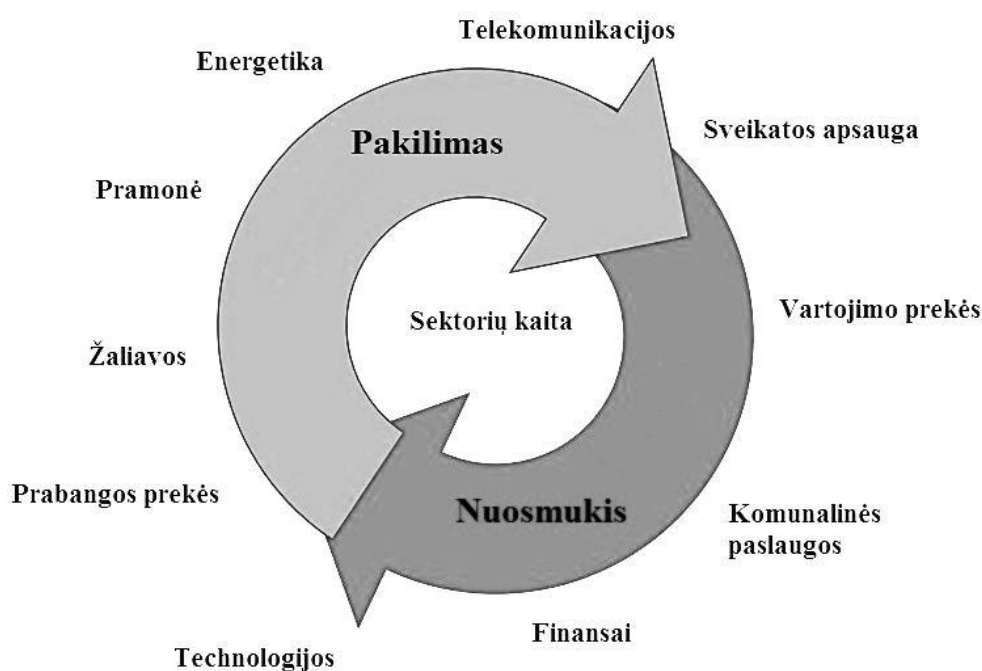 Telekomunikacijos
Energetika
Sveikatos apsauga
Pakilimas
Pramonė
Vartojimo prekės
Sektorių kaita
Žaliavos
Prabangos prekės
Nuosmukis
Komunalinės
paslaugos
Finansai
Technologijos